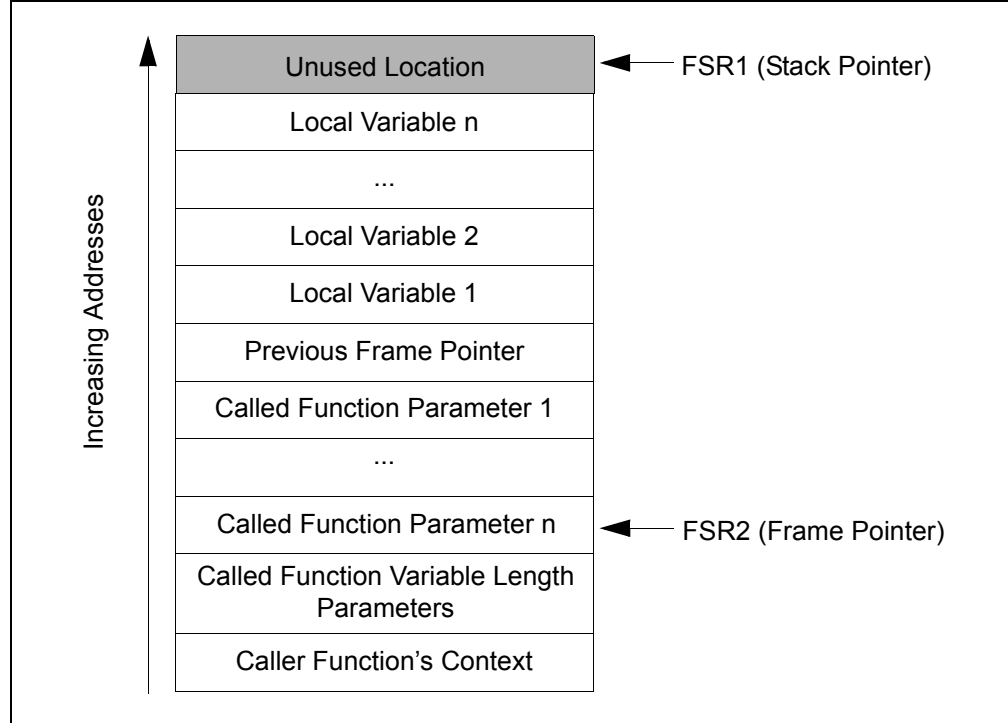 Unused Location
FSR1 (Stack Pointer)
Local Variable n
...
Local Variable 2
Local Variable 1
Previous Frame Pointer
Called Function Parameter 1
...
Called Function Parameter n
FSR2 (Frame Pointer)
Called Function Variable Length
Parameters
Caller Function's Context
Increasing Addresses